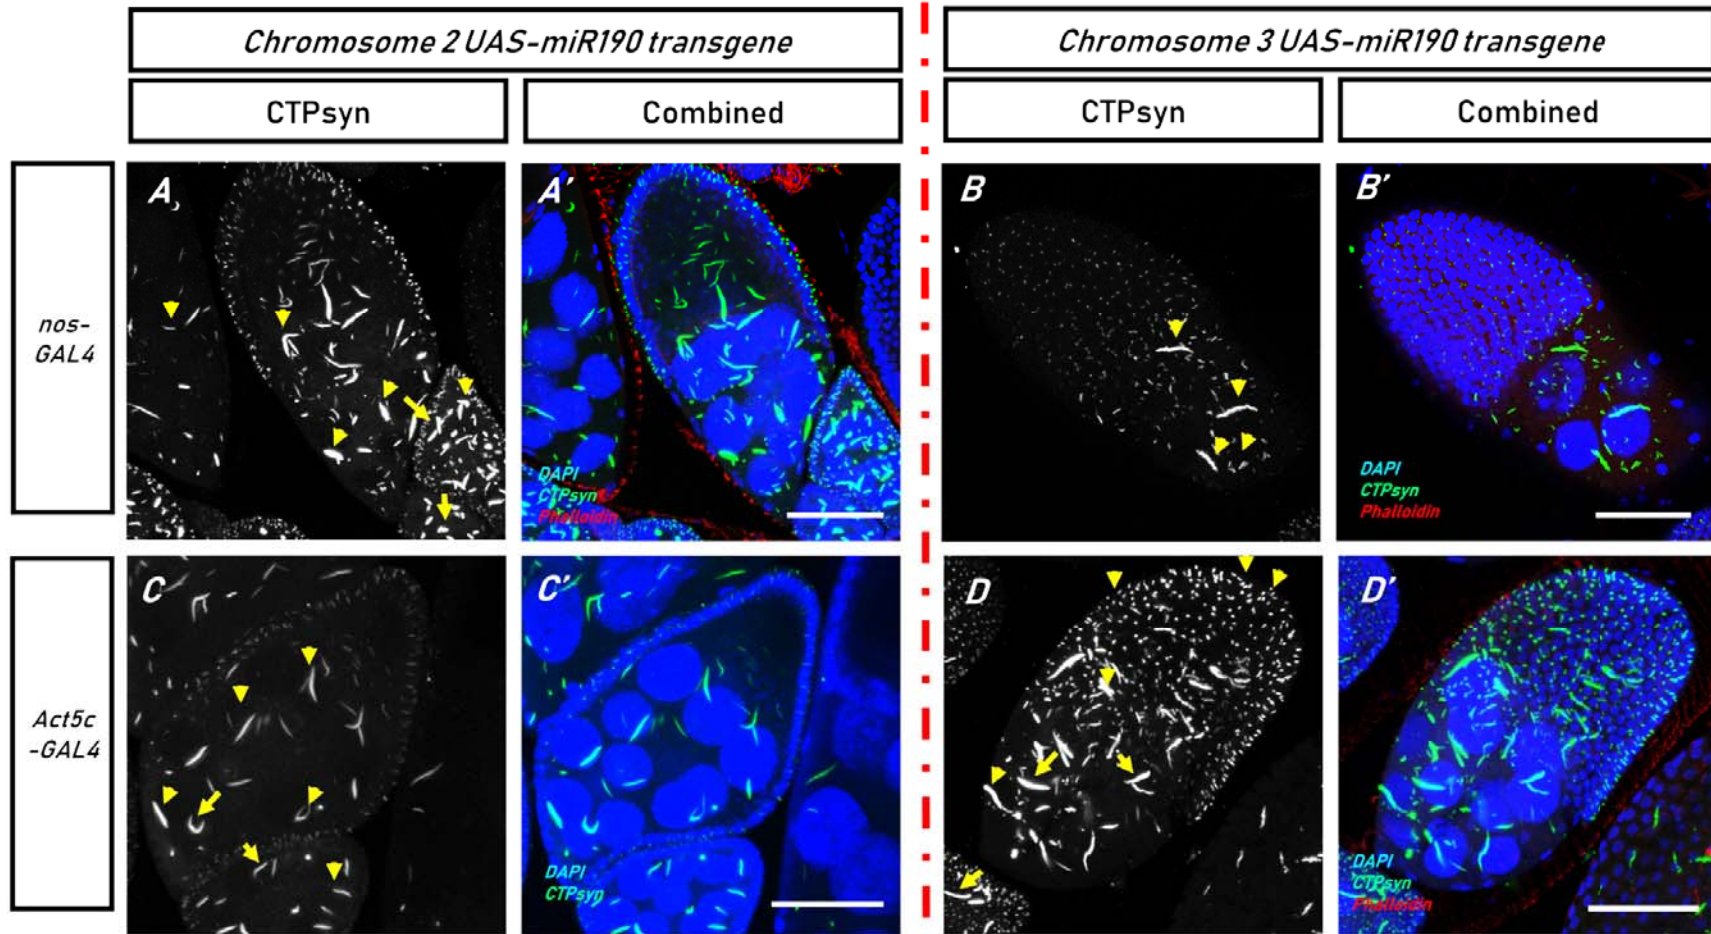 Chromosome 2 UAS-miR190 transgene
Chromosome 3 UAS-miR190 transgene
CTPsyn
Combined
CTPsyn
Combined
nos-
GAL4
A
A'
DAPI
CTPsyn
Phalloidin
B
B'
DAPI
CTPsyn
Phalloidin
Act5c
-GAL4
C
C'
DAPI
CTPsyn
D
D'
DAPI
CTPsyn
Phalloidin